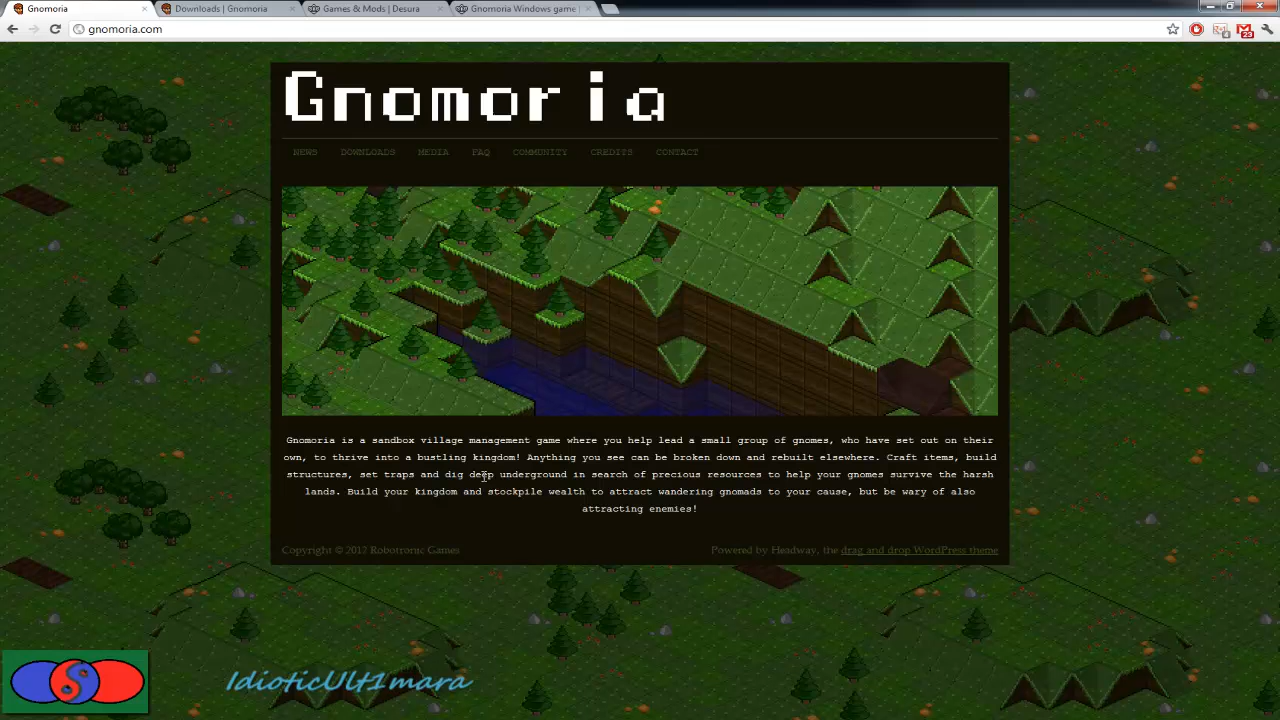 Gnomoria
Downloads | Gnomoria
Games & Mods | Desura
Gnomoria Windows game
gnomoria.com
4
23
Gnomoria
NEWS DOWNLOADS MEDIA FAQ COMMUNITY CREDITS CONTACT
Gnomoria is a sandbox village management game where you help lead a small group of gnomes, who have set out on their
own, to thrive into a bustling kingdom! Anything you see can be broken down and rebuilt elsewhere. Craft items, build
structures, set traps and dig deep underground in search of precious resources to help your gnomes survive the harsh
lands. Build your kingdom and stockpile wealth to attract wandering gnomads to your cause, but be wary of also
attracting enemies!
Copyright © 2012 Robotronic Games
Powered by Headway, the drag and drop WordPress theme
S
IdioticUlt1mara